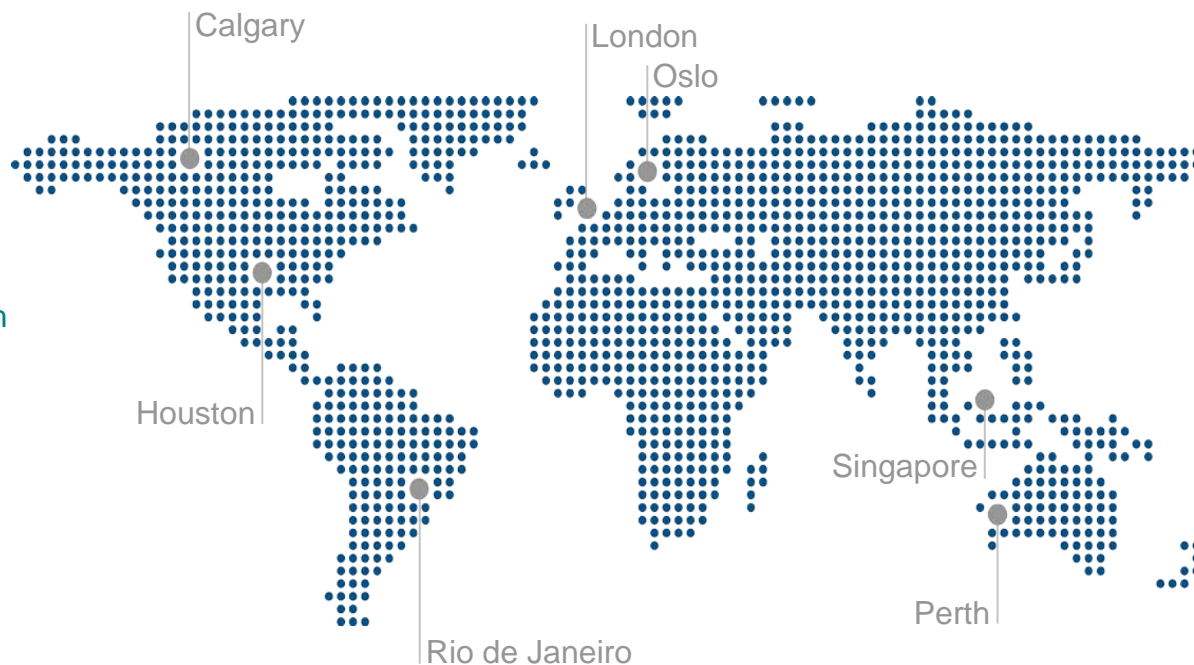 Calgary
London
Oslo
n
Houston
Singapore
Perth
Rio de Janeiro